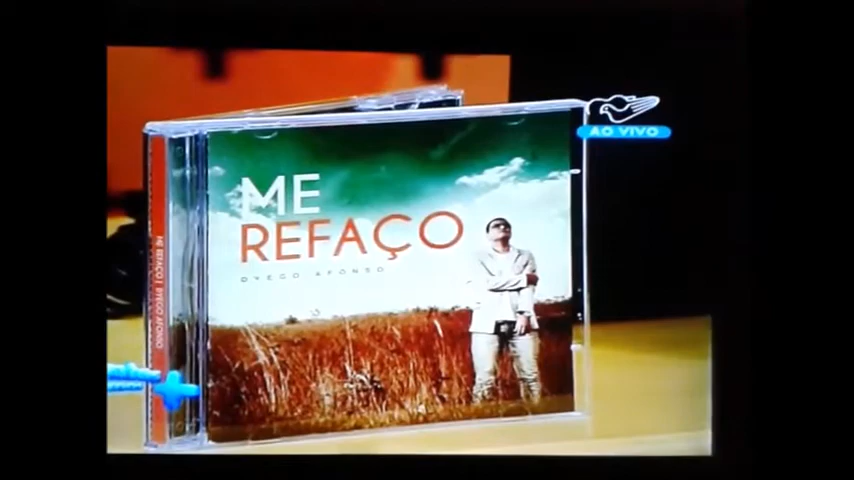 AO VIVO
ME
REFAÇO
DYEGO AFONSO
ME REFAÇO | DYEGO AFONSO